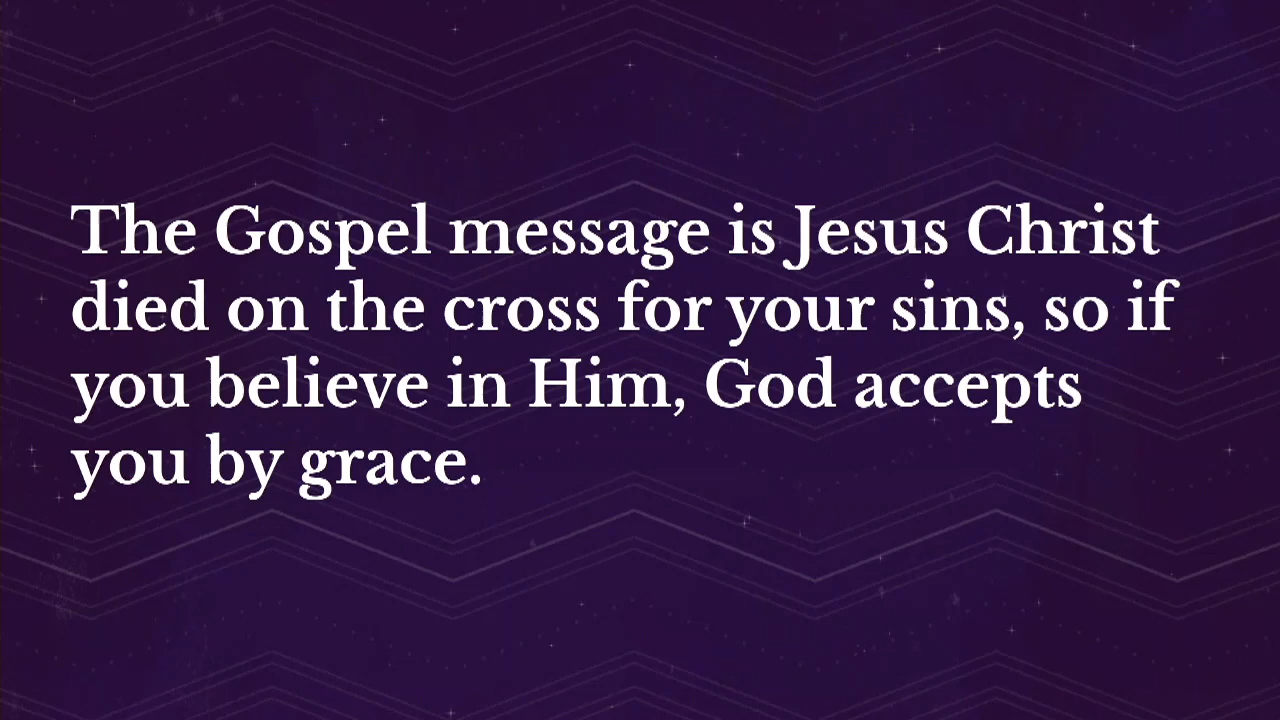 The Gospel message is Jesus Christ
died on the cross for your sins, so if
you believe in Him, God accepts
you by grace.